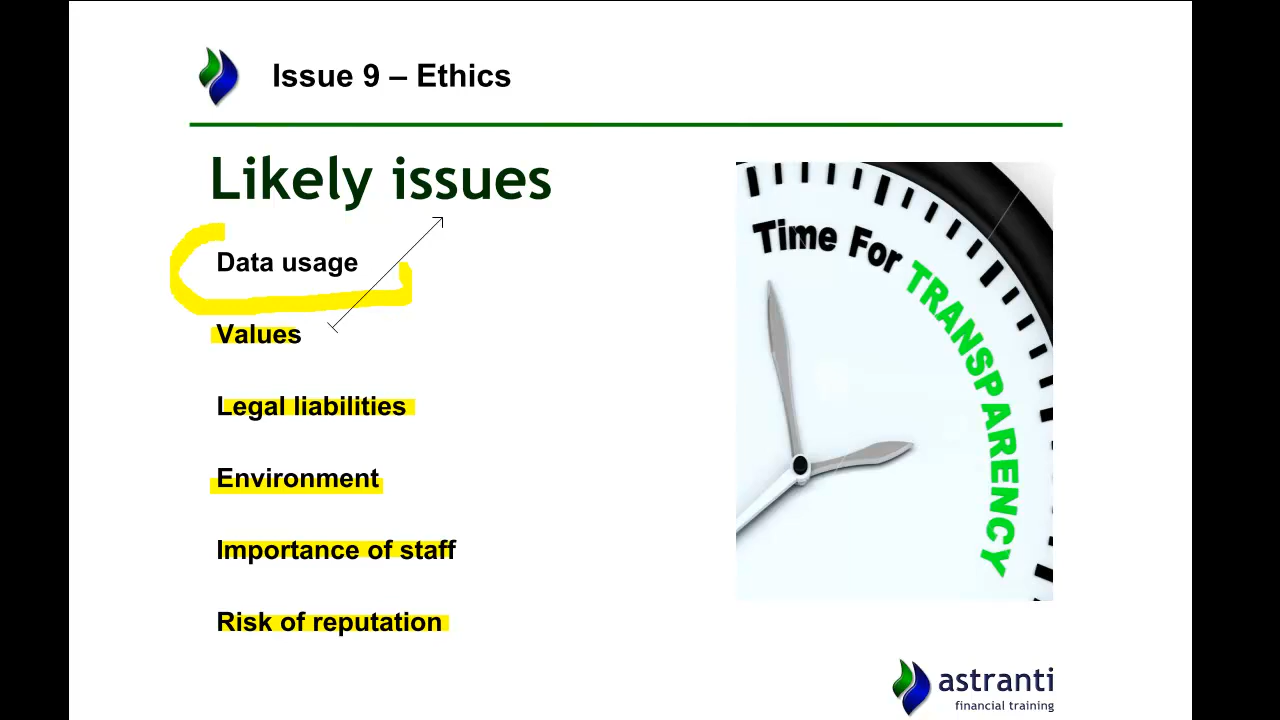 Issue 9 – Ethics
Likely issues
Data usage
Values
Legal liabilities
Environment
Importance of staff
Risk of reputation
Time For TRANSPARENCY
astranti
financial training